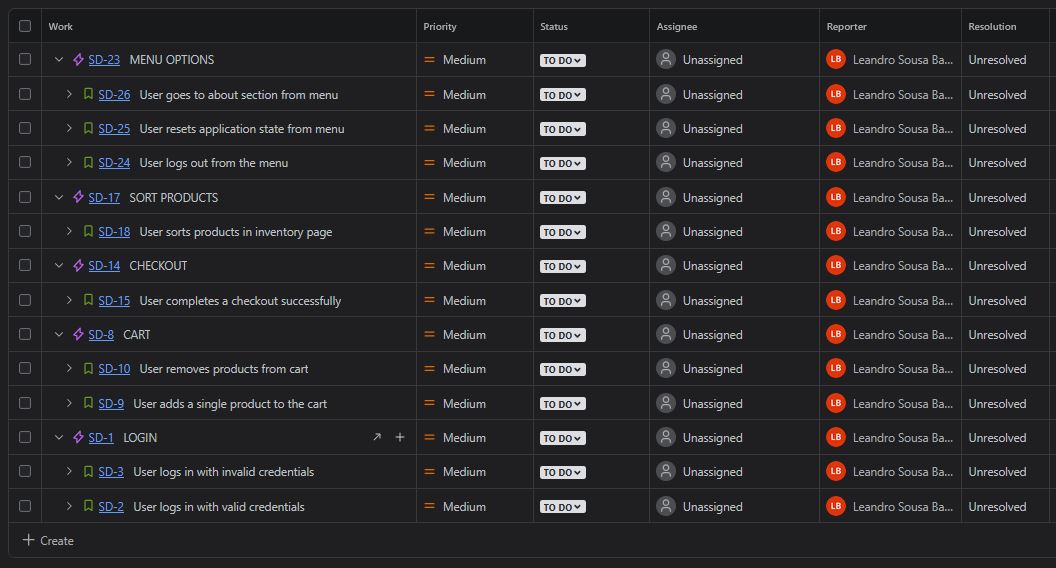 Work Priority Status Assignee Reporter Resolution
SD-23 MENU OPTIONS Medium TO DO Unassigned LB Leandro Sousa Ba... Unresolved
SD-26 User goes to about section from menu Medium TO DO Unassigned LB Leandro Sousa Ba... Unresolved
SD-25 User resets application state from menu Medium TO DO Unassigned LB Leandro Sousa Ba... Unresolved
SD-24 User logs out from the menu Medium TO DO Unassigned LB Leandro Sousa Ba... Unresolved
SD-17 SORT PRODUCTS Medium TO DO Unassigned LB Leandro Sousa Ba... Unresolved
SD-18 User sorts products in inventory page Medium TO DO Unassigned LB Leandro Sousa Ba... Unresolved
SD-14 CHECKOUT Medium TO DO Unassigned LB Leandro Sousa Ba... Unresolved
SD-15 User completes a checkout successfully Medium TO DO Unassigned LB Leandro Sousa Ba... Unresolved
SD-8 CART Medium TO DO Unassigned LB Leandro Sousa Ba... Unresolved
SD-10 User removes products from cart Medium TO DO Unassigned LB Leandro Sousa Ba... Unresolved
SD-9 User adds a single product to the cart Medium TO DO Unassigned LB Leandro Sousa Ba... Unresolved
SD-1 LOGIN Medium TO DO Unassigned LB Leandro Sousa Ba... Unresolved
SD-3 User logs in with invalid credentials Medium TO DO Unassigned LB Leandro Sousa Ba... Unresolved
SD-2 User logs in with valid credentials Medium TO DO Unassigned LB Leandro Sousa Ba... Unresolved
Create